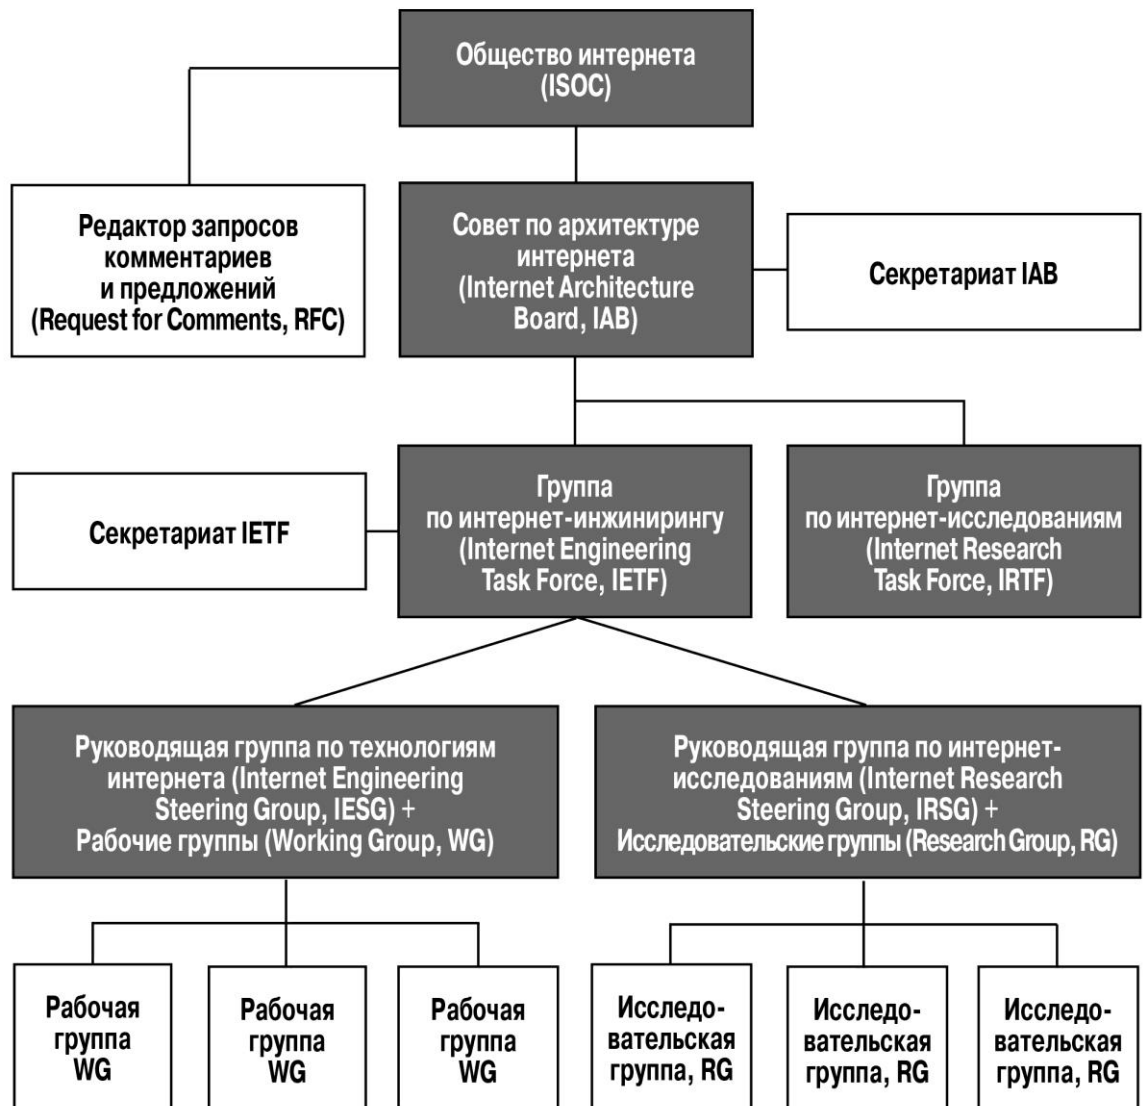 Общество интернета
(ISOC)
Редактор запросов
комментариев
и предложений
(Request for Comments, RFC)
Совет по архитектуре
интернета
(Internet Architecture
Board, IAB)
Секретариат IAB
Секретариат IETF
Группа
по интернет-инжинирингу
(Internet Engineering
Task Force, IETF)
Группа
по интернет-исследованиям
(Internet Research
Task Force, IRTF)
Руководящая группа по технологиям
интернета (Internet Engineering
Steering Group, IESG) +
Рабочие группы (Working Group, WG)
Руководящая группа по интернет-
исследованиям (Internet Research
Steering Group, IRSG) +
Исследовательские группы (Research Group, RG)
Рабочая
группа
WG
Рабочая
группа
WG
Рабочая
группа
WG
Исследо-
вательская
группа, RG
Исследо-
вательская
группа, RG
Исследо-
вательская
группа, RG